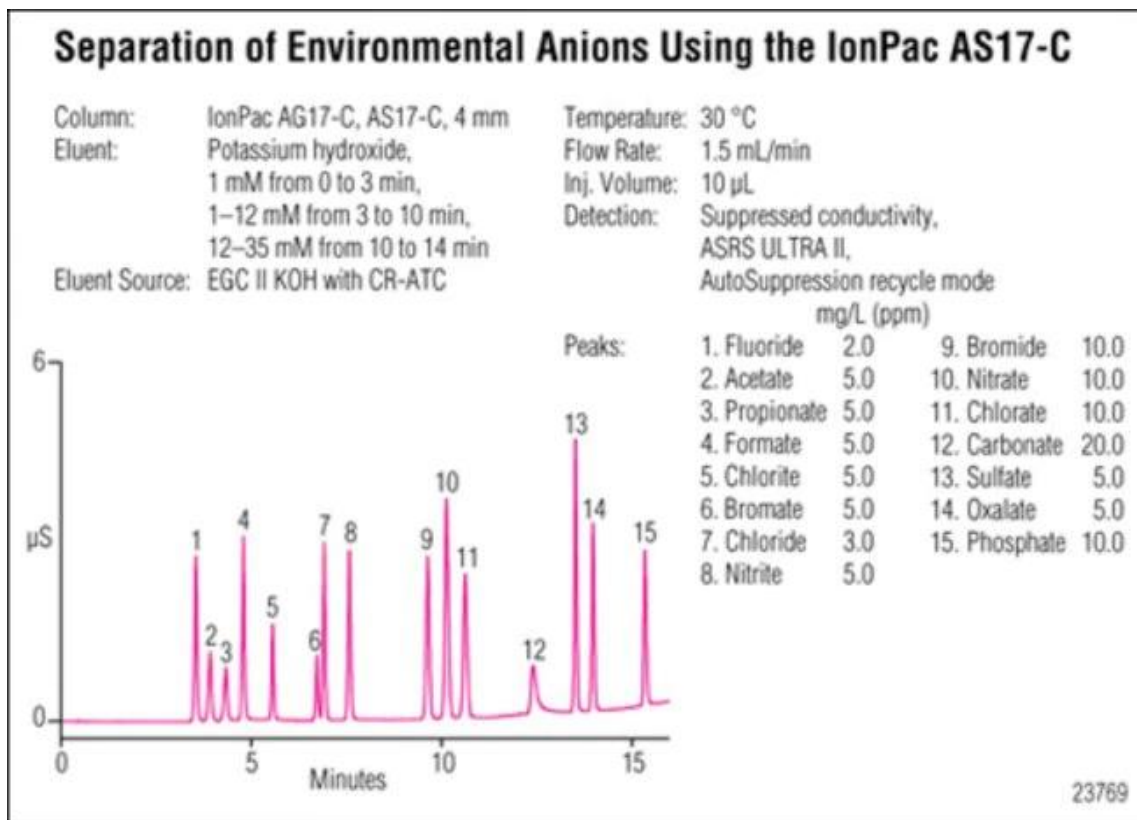 Separation of Environmental Anions Using the IonPac AS17-C
Column: IonPac AG17-C, AS17-C, 4 mm
Eluent: Potassium hydroxide,
1 mM from 0 to 3 min,
1–12 mM from 3 to 10 min,
12–35 mM from 10 to 14 min
Eluent Source: EGC II KOH with CR-ATC
Temperature: 30 °C
Flow Rate: 1.5 mL/min
Inj. Volume: 10 µL
Detection: Suppressed conductivity,
ASRS ULTRA II,
AutoSuppression recycle mode
mg/L (ppm)
Peaks: 1. Fluoride 2.0 9. Bromide 10.0
2. Acetate 5.0 10. Nitrate 10.0
3. Propionate 5.0 11. Chlorate 10.0
4. Formate 5.0 12. Carbonate 20.0
5. Chlorite 5.0 13. Sulfate 5.0
6. Bromate 5.0 14. Oxalate 5.0
7. Chloride 3.0 15. Phosphate 10.0
8. Nitrite 5.0
6
µS
0
1
2
3
4
5
6
7
8
9
10
11
12
13
14
15
0 5 10 15
Minutes
23769